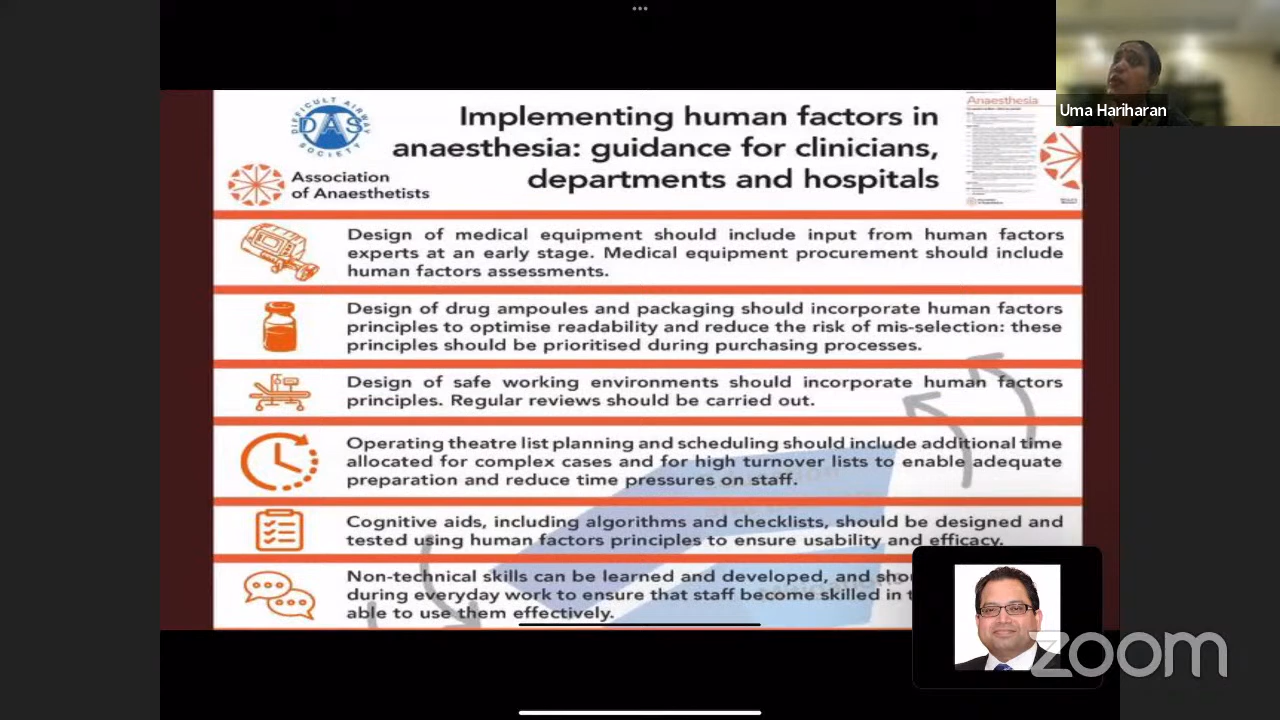 Uma Hariharan
DIFFICULT AIRWAY
DAS
SOCIETY
Association
of Anaesthetists
Implementing human factors in
anaesthesia: guidance for clinicians,
departments and hospitals
Anaesthesia
Design of medical equipment should include input from human factors
experts at an early stage. Medical equipment procurement should include
human factors assessments.
Design of drug ampoules and packaging should incorporate human factors
principles to optimise readability and reduce the risk of mis-selection: these
principles should be prioritised during purchasing processes.
Design of safe working environments should incorporate human factors
principles. Regular reviews should be carried out.
Operating theatre list planning and scheduling should include additional time
allocated for complex cases and for high turnover lists to enable adequate
preparation and reduce time pressures on staff.
Cognitive aids, including algorithms and checklists, should be designed and
tested using human factors principles to ensure usability and efficacy.
Non-technical skills can be learned and developed, and
during everyday work to ensure that staff become skilled in
able to use them effectively.
zoom